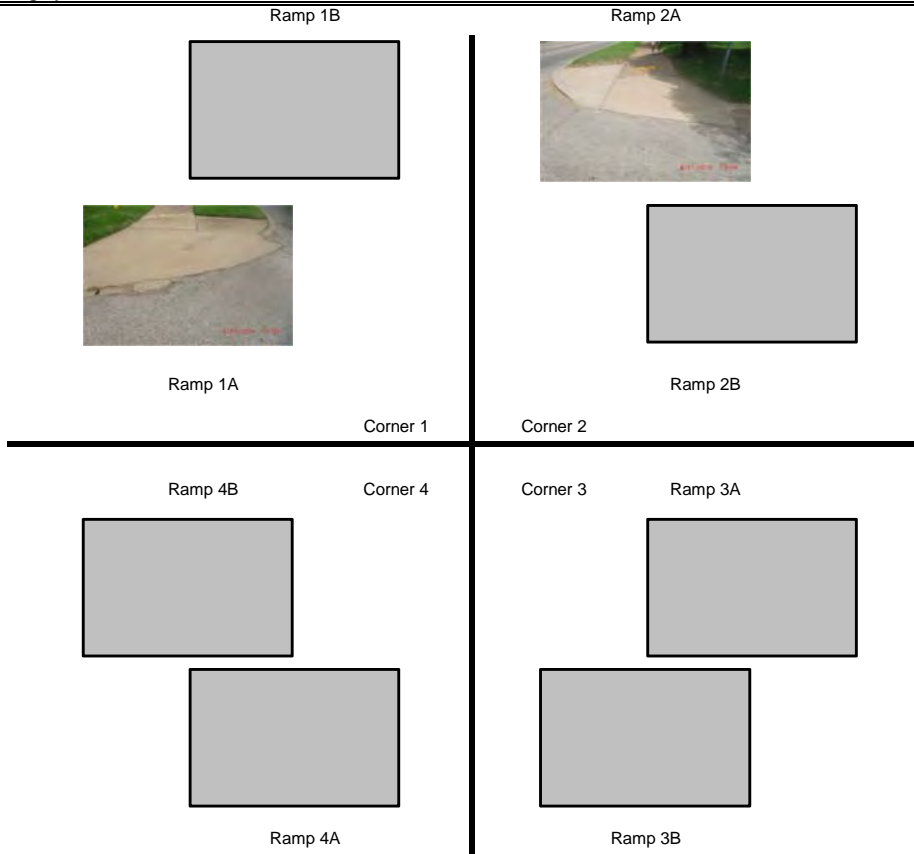 Ramp 1B
Ramp 2A
Ramp 1A
Ramp 2B
Corner 1
Corner 2
Ramp 4B
Corner 4
Corner 3
Ramp 3A
Ramp 4A
Ramp 3B